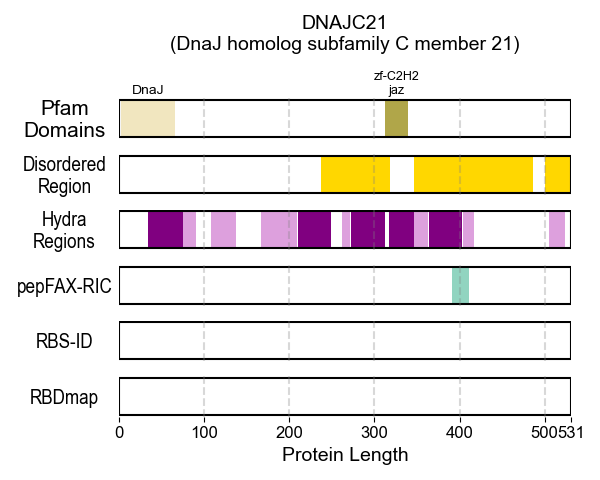 DNAJC21
(DnaJ homolog subfamily C member 21)
DnaJ
zf-C2H2
jaz
Pfam
Domains
Disordered
Region
Hydra
Regions
pepFAX-RIC
RBS-ID
RBDmap
0 100 200 300 400 500531
Protein Length